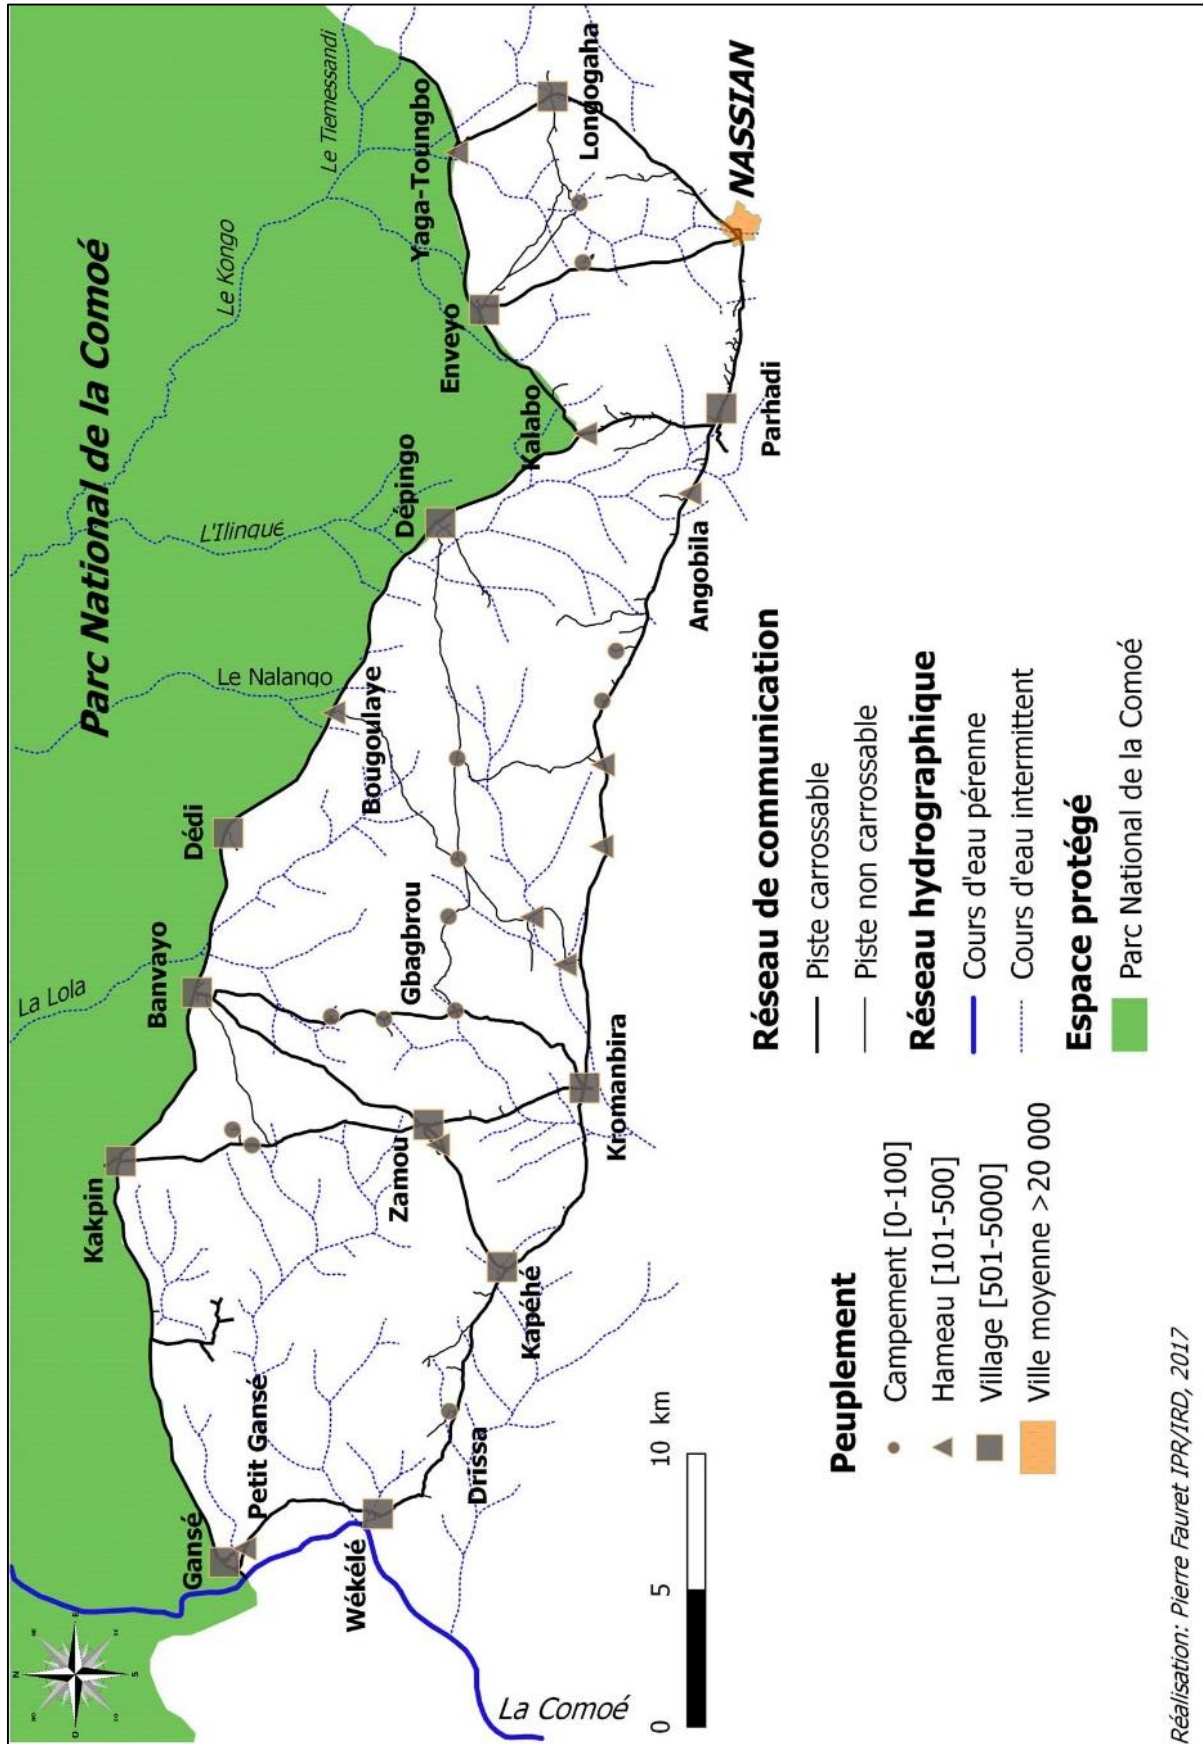 Parc National de la Comoé
Le Tiemessandi
Le Kongo
L'Ilinqué
Le Nalango
La Lola
La Comoé
Kakpin
Banvayo
Dédi
Gansé
Petit Gansé
Bougoulaye
Dépingo
Enveyo
Yaga-Toungbo
Kalabo
Longogaha
Gbagbrou
Zamou
Wékélé
Drissa
Kapéhé
Kromanbira
Angobila
Parhadi
NASSIAN
N
E
S
O
0 5 10 km
Peuplement
Campement [0-100]
Hameau [101-500]
Village [501-5000]
Ville moyenne >20 000
Réseau de communication
Piste carrossable
Piste non carrossable
Réseau hydrographique
Cours d'eau pérenne
Cours d'eau intermittent
Espace protégé
Parc National de la Comoé
Réalisation: Pierre Fauret IPR/IRD, 2017